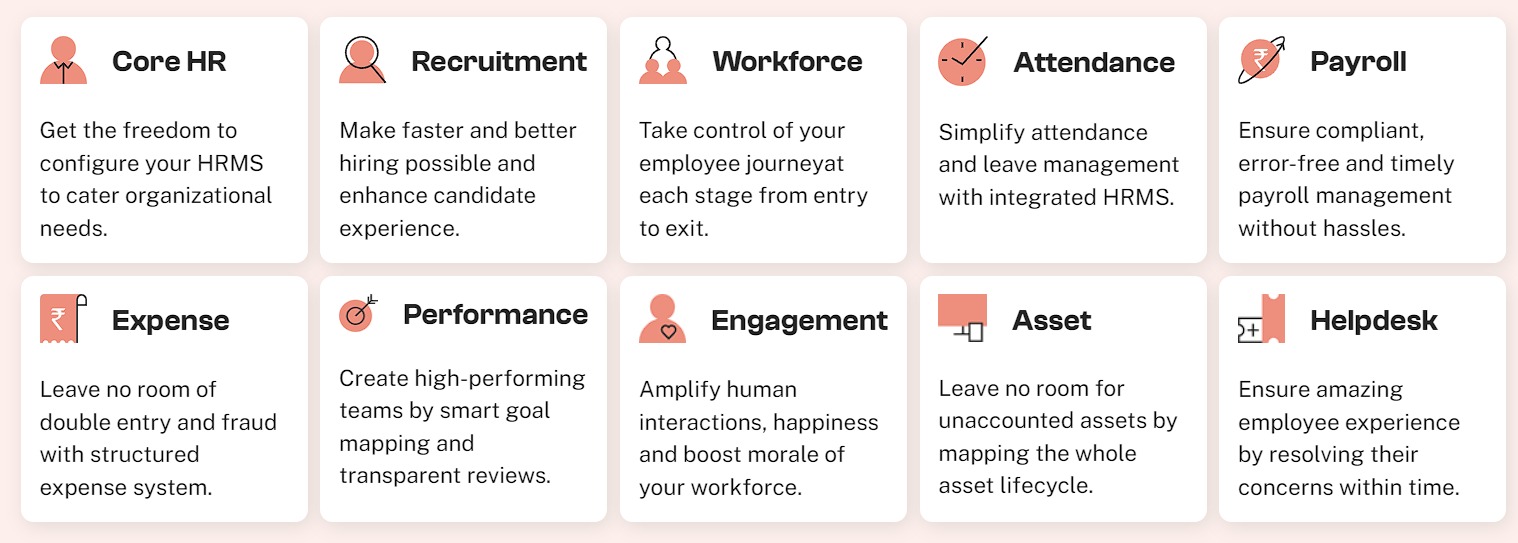 Core HR
Get the freedom to
configure your HRMS
to cater organizational
needs.
Recruitment
Make faster and better
hiring possible and
enhance candidate
experience.
Workforce
Take control of your
employee journeyat
each stage from entry
to exit.
Attendance
Simplify attendance
and leave management
with integrated HRMS.
₹
Payroll
Ensure compliant,
error-free and timely
payroll management
without hassles.
₹
Expense
Leave no room of
double entry and fraud
with structured
expense system.
Performance
Create high-performing
teams by smart goal
mapping and
transparent reviews.
Engagement
Amplify human
interactions, happiness
and boost morale of
your workforce.
Asset
Leave no room for
unaccounted assets by
mapping the whole
asset lifecycle.
Helpdesk
Ensure amazing
employee experience
by resolving their
concerns within time.